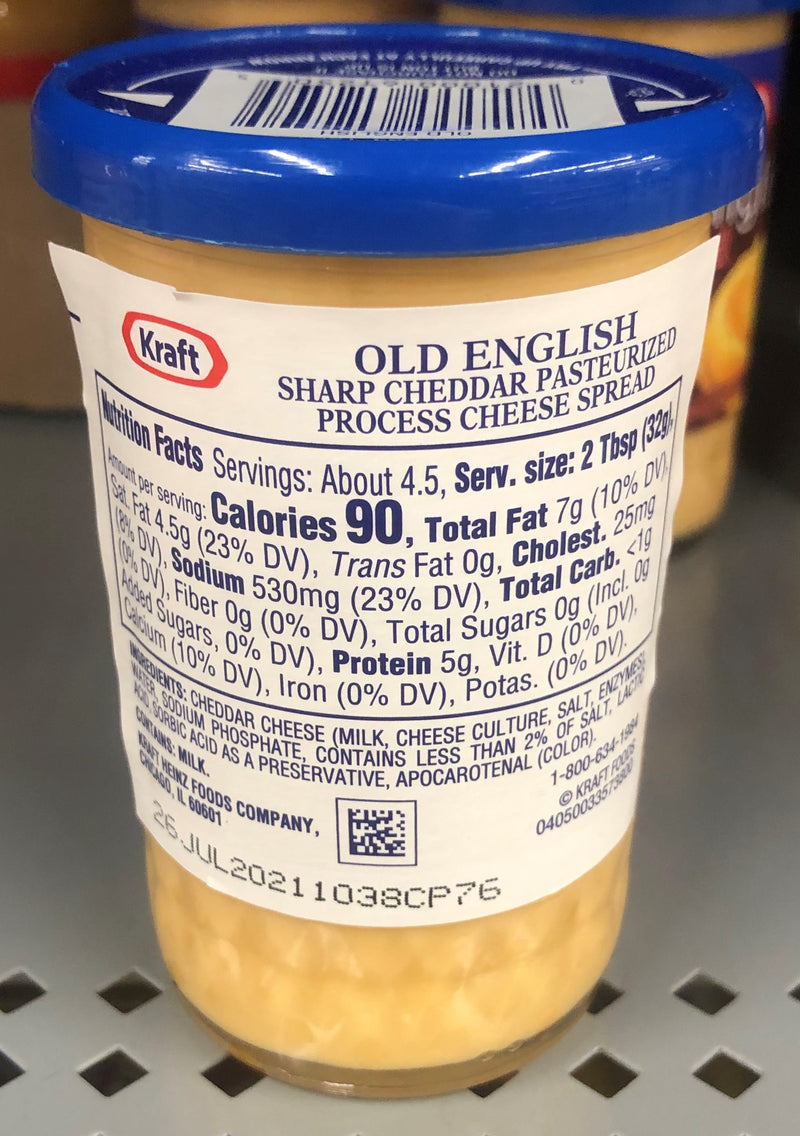 OLD ENGLISH
Kraft
OLD ENGLISH
SHARP CHEDDAR PASTEURIZED
PROCESS CHEESE SPREAD
Nutrition Facts Servings: About 4.5, Serv. size: 2 Tbsp (32g),
Amount per serving: Calories 90, Total Fat 7g (10% DV),
Sat. Fat 4.5g (23% DV), Trans Fat 0g, Cholest. 25mg
(8% DV), Sodium 530mg (23% DV), Total Carb. <1g
(0% DV), Fiber 0g (0% DV), Total Sugars 0g (Incl. 0g
Added Sugars, 0% DV), Protein 5g, Vit. D (0% DV),
Calcium (10% DV), Iron (0% DV), Potas. (0% DV).
INGREDIENTS: CHEDDAR CHEESE (MILK, CHEESE CULTURE, SALT, ENZYMES),
WATER, SODIUM PHOSPHATE, CONTAINS LESS THAN 2% OF SALT, LACTIC
ACID, SORBIC ACID AS A PRESERVATIVE, APOCAROTENAL (COLOR).
CONTAINS: MILK.
1-800-634-1984
KRAFT HEINZ FOODS COMPANY,
CHICAGO, IL 60601
© KRAFT FOODS
04050033573800
26JUL20211038CP76